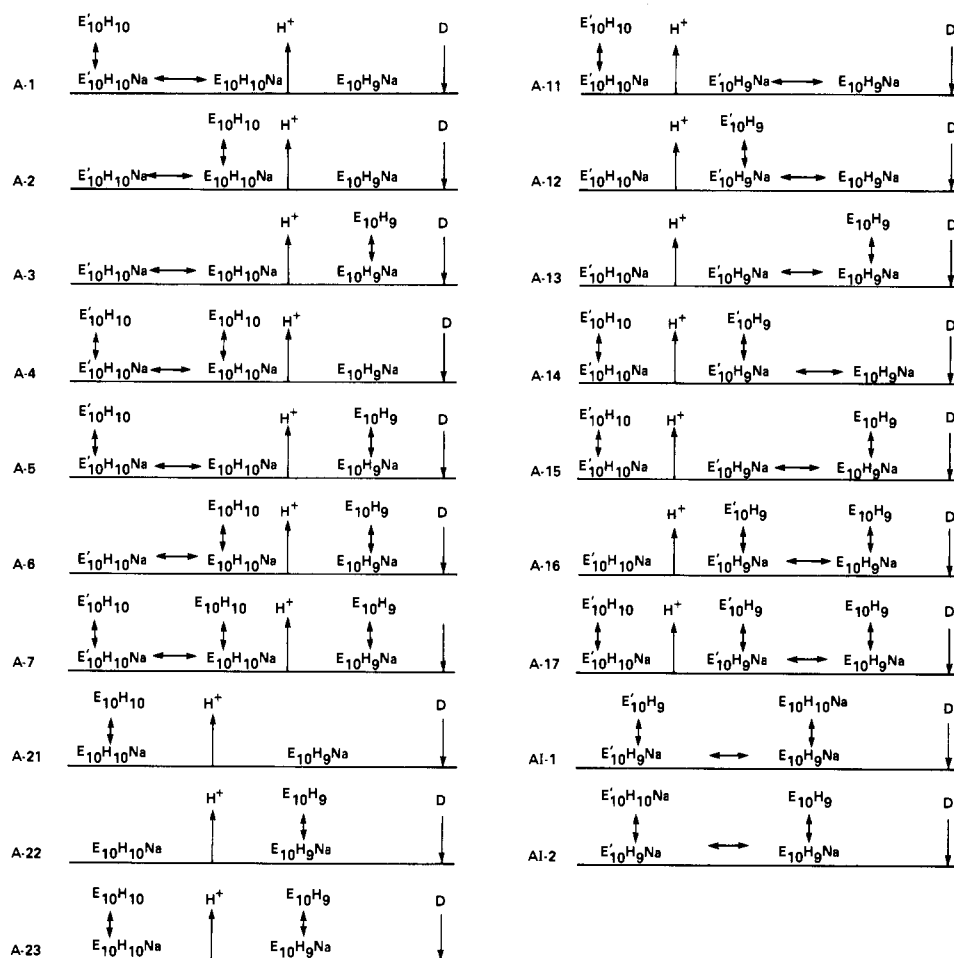 E'10H10 H+ D
A-1 E'10H10Na E10H10Na E10H9Na
E10H10 H+ D
A-2 E'10H10Na E10H10Na E10H9Na
H+ E10H9 D
A-3 E'10H10Na E10H10Na E10H9Na
E'10H10 E10H10 H+ D
A-4 E'10H10Na E10H10Na E10H9Na
E'10H10 H+ E10H9 D
A-5 E'10H10Na E10H10Na E10H9Na
E10H10 H+ E10H9 D
A-6 E'10H10Na E10H10Na E10H9Na
E'10H10 E10H10 H+ E10H9
A-7 E'10H10Na E10H10Na E10H9Na
E10H10 H+ D
A-21 E10H10Na E10H9Na
H+ E10H9 D
A-22 E10H10Na E10H9Na
E10H10 H+ E10H9 D
A-23 E10H10Na E10H9Na
E'10H10 H+ D
A-11 E'10H10Na E'10H9Na E10H9Na
H+ E'10H9 D
A-12 E'10H10Na E'10H9Na E10H9Na
H+ E10H9 D
A-13 E'10H10Na E'10H9Na E10H9Na
E'10H10 H+ E'10H9 D
A-14 E'10H10Na E'10H9Na E10H9Na
E'10H10 H+ E10H9 D
A-15 E'10H10Na E'10H9Na E10H9Na
H+ E'10H9 E10H9 D
A-16 E'10H10Na E'10H9Na E10H9Na
E'10H10 H+ E'10H9 E10H9 D
A-17 E'10H10Na E'10H9Na E10H9Na
E'10H9 E10H10Na D
AI-1 E'10H9Na E10H9Na
E'10H10Na E10H9 D
AI-2 E'10H9Na E10H9Na